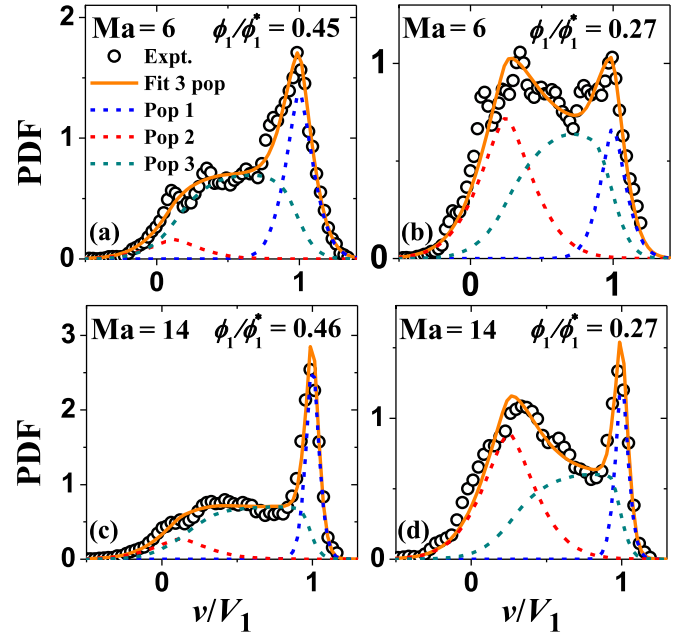 Ma = 6 ϕ₁/ϕ₁* = 0.45
Expt.
Fit 3 pop
Pop 1
Pop 2
Pop 3
(a)
PDF
2
1
0
0 1
Ma = 6 ϕ₁/ϕ₁* = 0.27
(b)
1
0
0 1
Ma = 14 ϕ₁/ϕ₁* = 0.46
(c)
PDF
3
2
1
0
0 1
v/V₁
Ma = 14 ϕ₁/ϕ₁* = 0.27
(d)
1
0
0 1
v/V₁